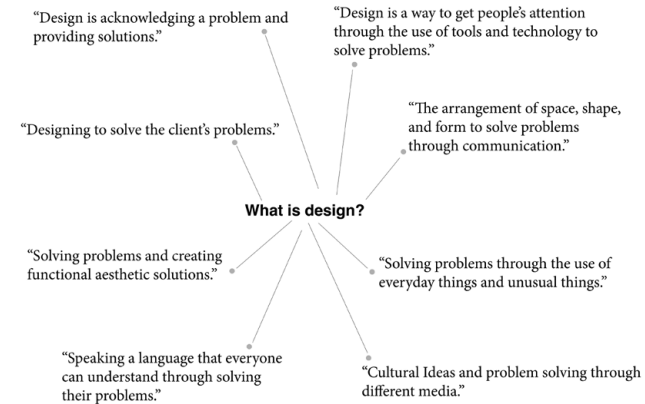 “Design is acknowledging a problem and
providing solutions.”
“Design is a way to get people’s attention
through the use of tools and technology to
solve problems.”
“Designing to solve the client’s problems.”
“The arrangement of space, shape,
and form to solve problems
through communication.”
What is design?
“Solving problems and creating
functional aesthetic solutions.”
“Solving problems through the use of
everyday things and unusual things.”
“Speaking a language that everyone
can understand through solving
their problems.”
“Cultural Ideas and problem solving through
different media.”